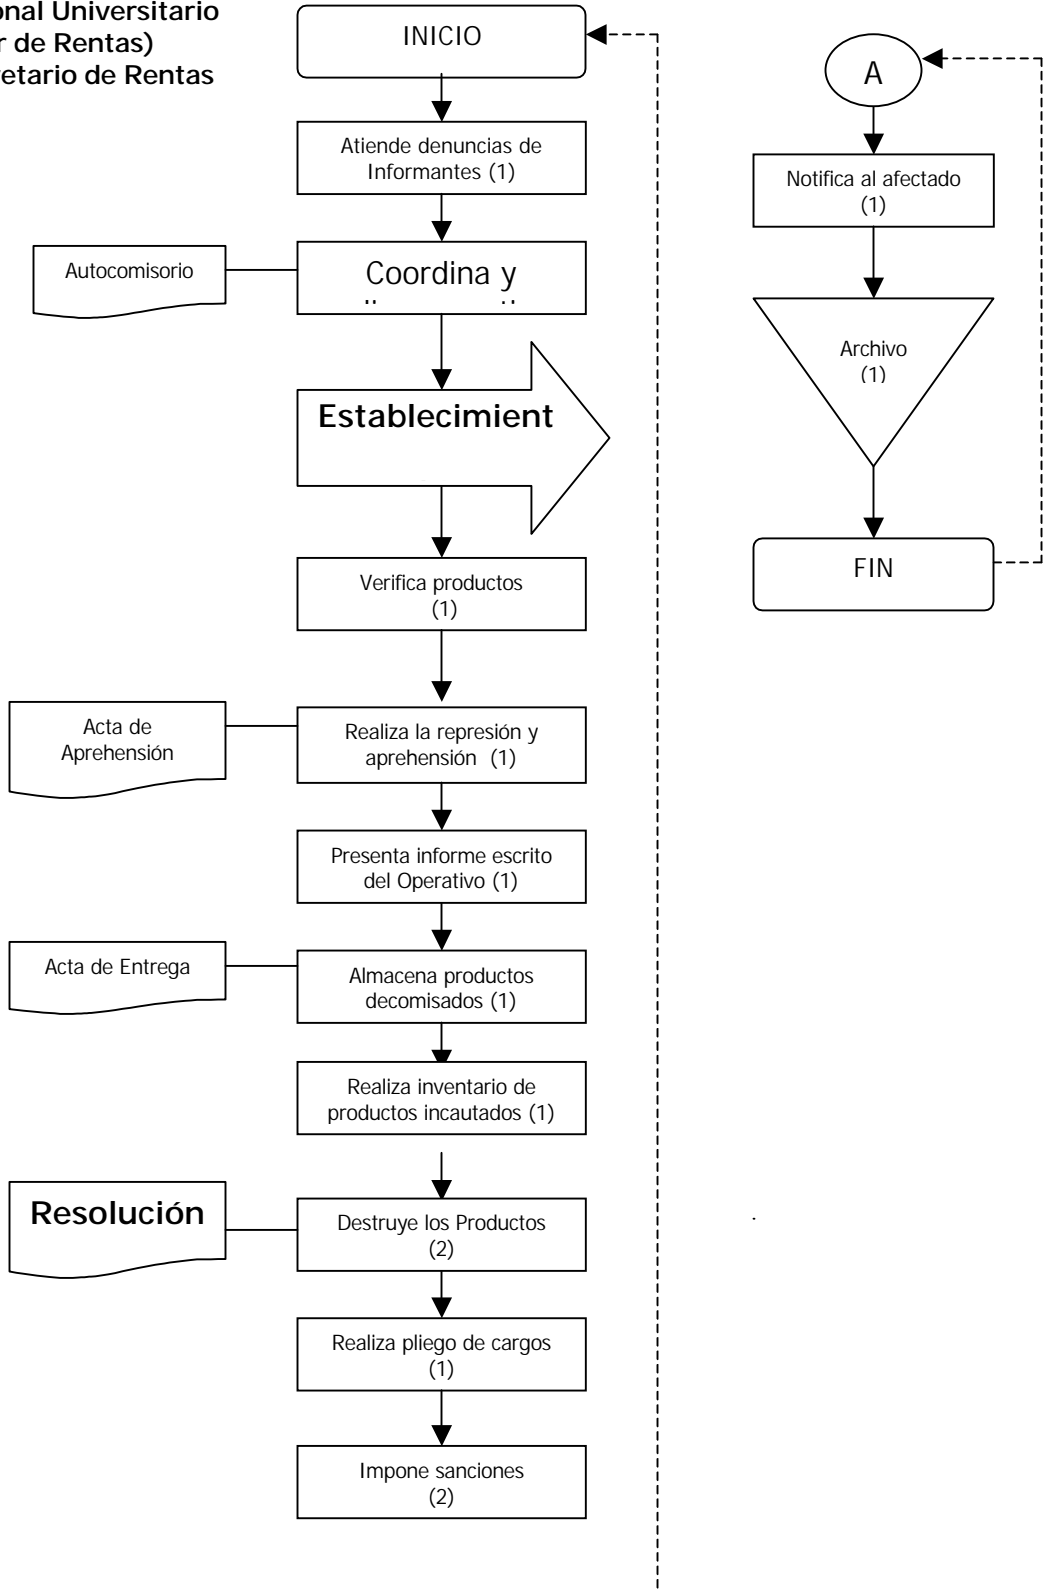 Universitario
de Rentas)
de Rentas
INICIO
Atiende denuncias de
Informantes (1)
Autocomisorio
Coordina y
Establecimient
Verifica productos
(1)
Acta de
Aprehensión
Realiza la represión y
aprehensión (1)
Presenta informe escrito
del Operativo (1)
Acta de Entrega
Almacena productos
decomisados (1)
Realiza inventario de
productos incautados (1)
Resolución
Destruye los Productos
(2)
Realiza pliego de cargos
(1)
Impone sanciones
(2)
A
Notifica al afectado
(1)
Archivo
(1)
FIN